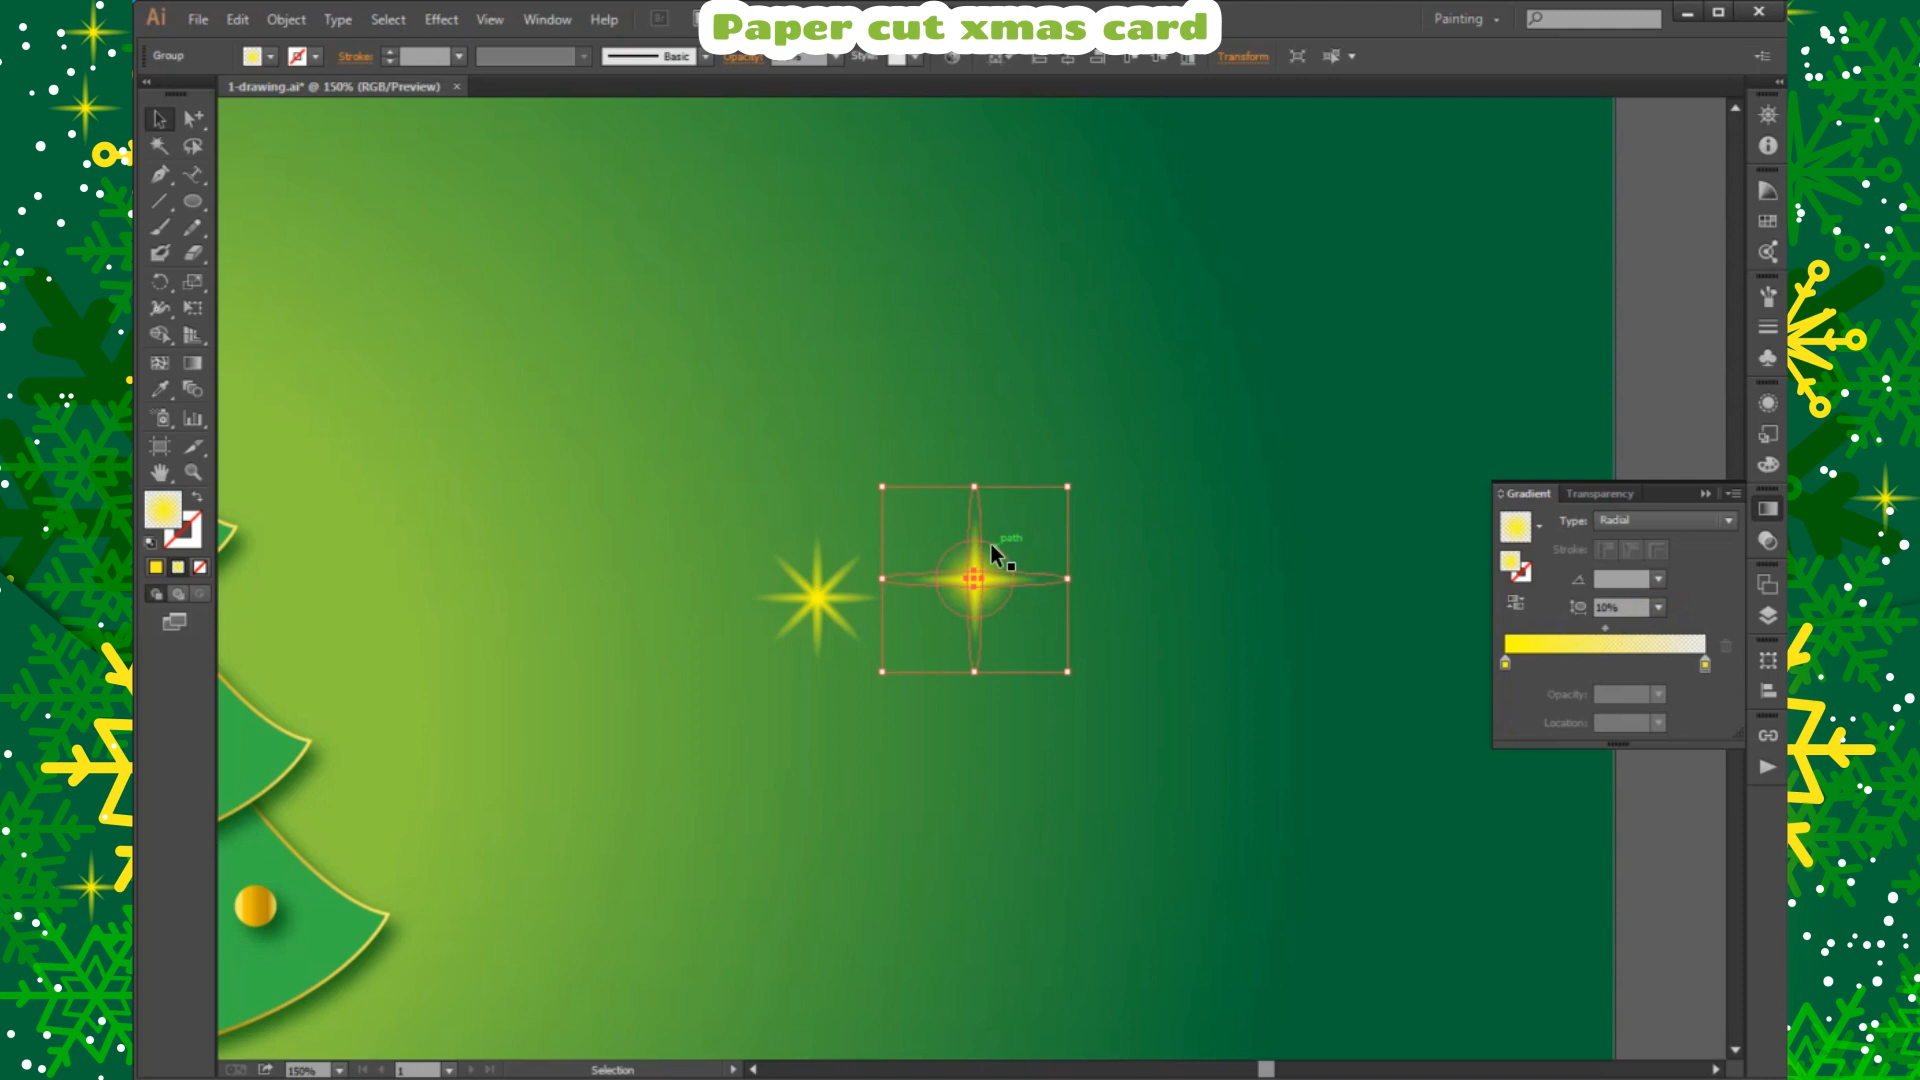 Paper cut xmas card
Ai File Edit Object Type Select Effect View Window Help Br Painting
Group Stroke: Basic Opacity: Style: Transform
1-drawing.ai* @ 150% (RGB/Preview) ×
path
Gradient Transparency
Type: Radial
Stroke:
10%
Opacity:
Location:
150% 1 Selection